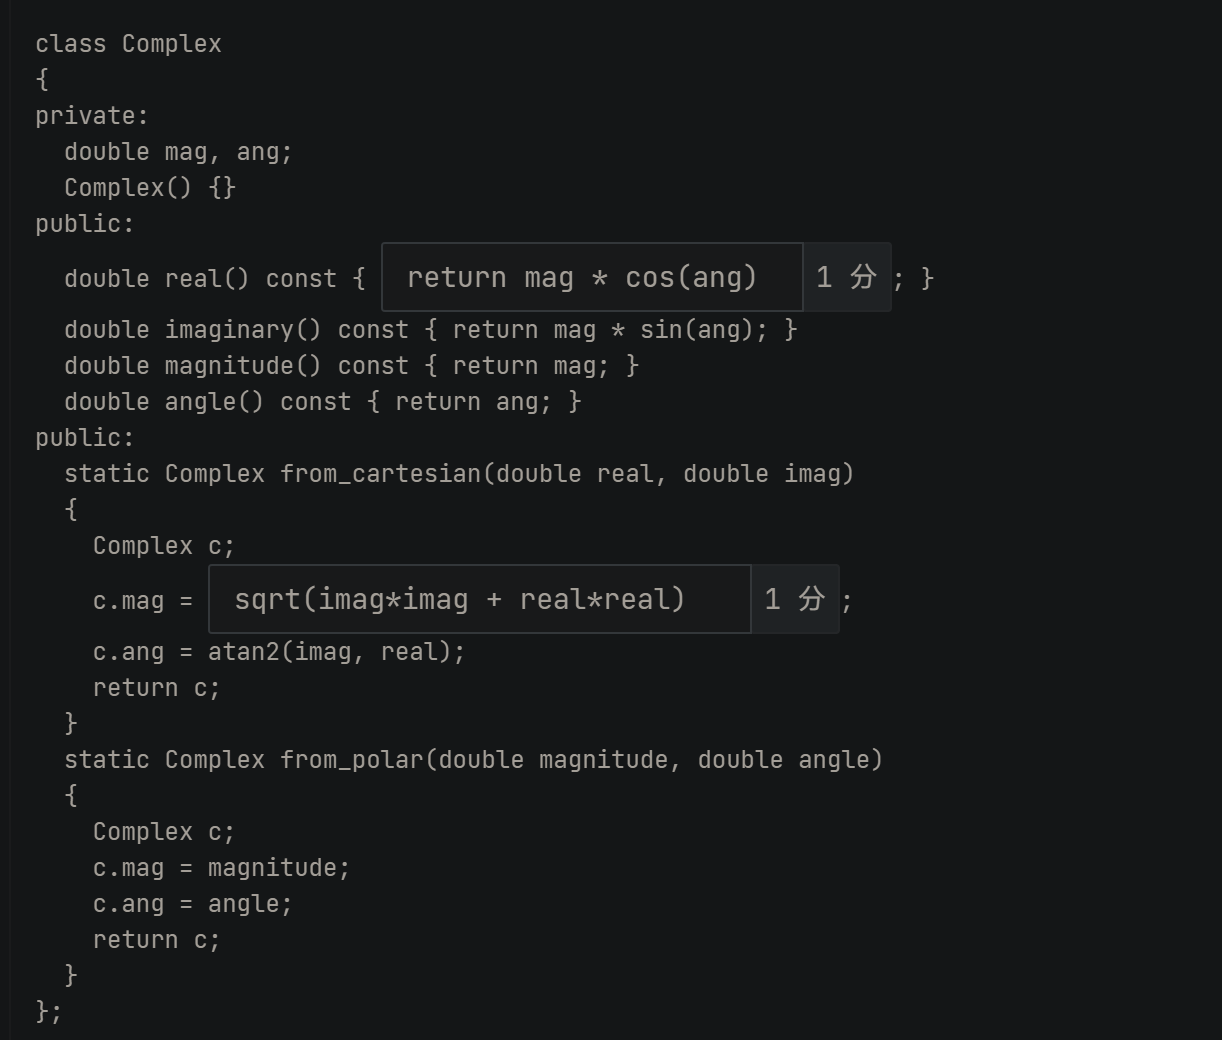 class Complex
{
private:
  double mag, ang;
  Complex() {}
public:
  double real() const { return mag * cos(ang) 1 分; }
  double imaginary() const { return mag * sin(ang); }
  double magnitude() const { return mag; }
  double angle() const { return ang; }
public:
  static Complex from_cartesian(double real, double imag)
  {
    Complex c;
    c.mag = sqrt(imag*imag + real*real) 1 分;
    c.ang = atan2(imag, real);
    return c;
  }
  static Complex from_polar(double magnitude, double angle)
  {
    Complex c;
    c.mag = magnitude;
    c.ang = angle;
    return c;
  }
};